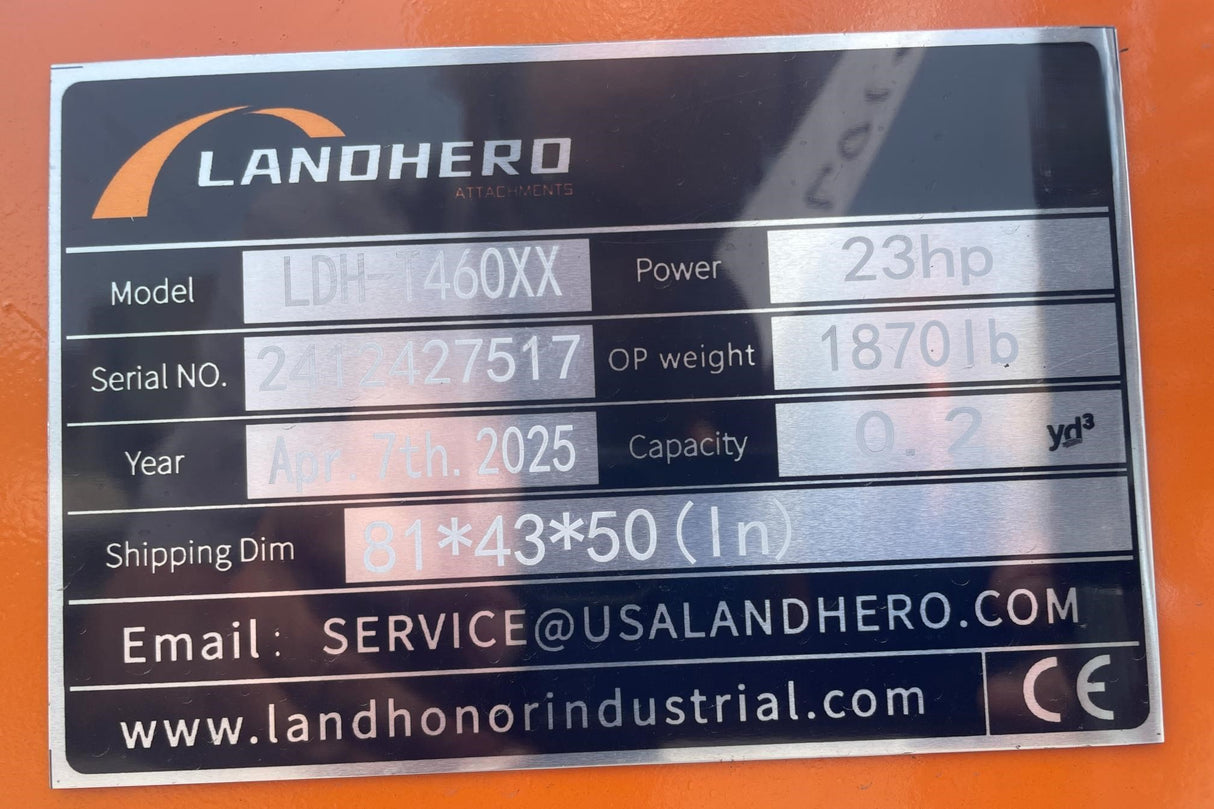 LANDHERO
ATTACHMENTS
Model LDH-T460XX Power 23hp
Serial NO. 2412427517 OP weight 1870lb
Year Apr. 7th. 2025 Capacity 0.2 yd³
Shipping Dim 81*43*50(In)
Email: SERVICE@USALANDHERO.COM
www.landhonorindustrial.com CE